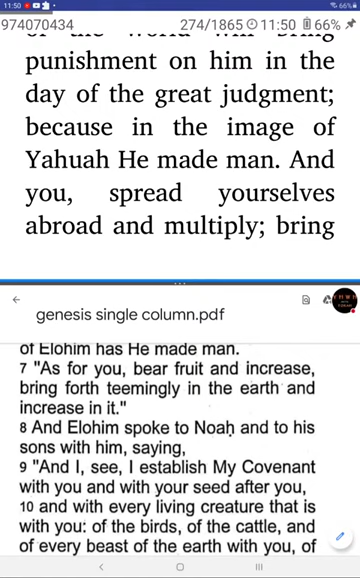 11:50
66%
974070434 274/1865 11:50 66%
of the world will bring
punishment on him in the
day of the great judgment;
because in the image of
Yahuah He made man. And
you, spread yourselves
abroad and multiply; bring
genesis single column.pdf
of Elohim has He made man.
7 "As for you, bear fruit and increase,
bring forth teemingly in the earth and
increase in it."
8 And Elohim spoke to Noaḥ and to his
sons with him, saying,
9 "And I, see, I establish My Covenant
with you and with your seed after you,
10 and with every living creature that is
with you: of the birds, of the cattle, and
of every beast of the earth with you, of